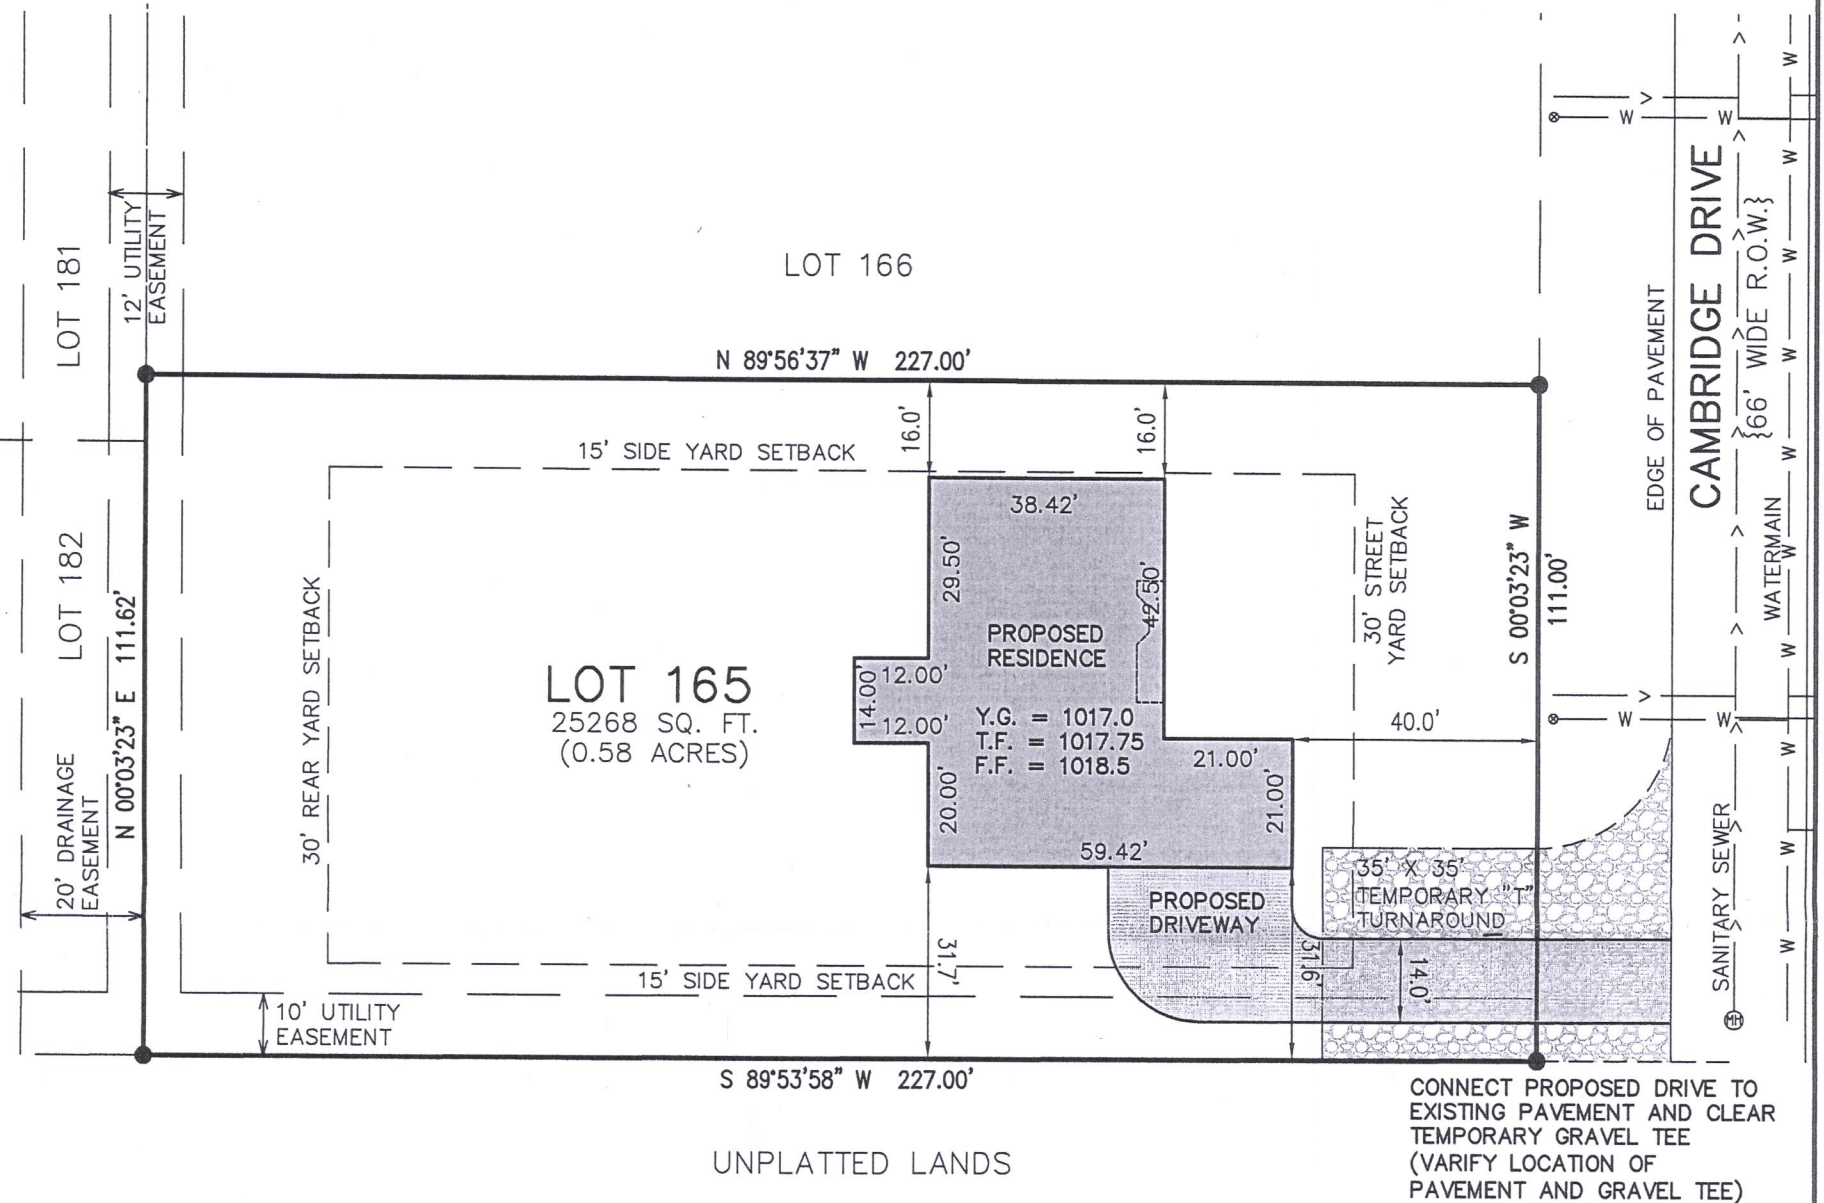 LOT 181
12' UTILITY
EASEMENT
LOT 166
N 89°56'37" W 227.00'
EDGE OF PAVEMENT
CAMBRIDGE DRIVE
{66' WIDE R.O.W.}
W
W
W
W
W
W
W
W
WATERMAIN
W
W
W
W
W
W
W
SANITARY SEWER
MH
16.0'
16.0'
15' SIDE YARD SETBACK
38.42'
29.50'
42.50'
30' STREET
YARD SETBACK
S 00°03'23" W
111.00'
LOT 182
N 00°03'23" E 111.62'
30' REAR YARD SETBACK
PROPOSED
RESIDENCE
LOT 165
25268 SQ. FT.
(0.58 ACRES)
12.00'
14.00'
12.00'
Y.G. = 1017.0
T.F. = 1017.75
F.F. = 1018.5
40.0'
21.00'
20.00'
21.00'
59.42'
20' DRAINAGE
EASEMENT
35' X 35'
TEMPORARY "T"
TURNAROUND
PROPOSED
DRIVEWAY
31.7'
31.6'
14.0'
15' SIDE YARD SETBACK
10' UTILITY
EASEMENT
S 89°53'58" W 227.00'
CONNECT PROPOSED DRIVE TO
EXISTING PAVEMENT AND CLEAR
TEMPORARY GRAVEL TEE
(VARIFY LOCATION OF
PAVEMENT AND GRAVEL TEE)
UNPLATTED LANDS